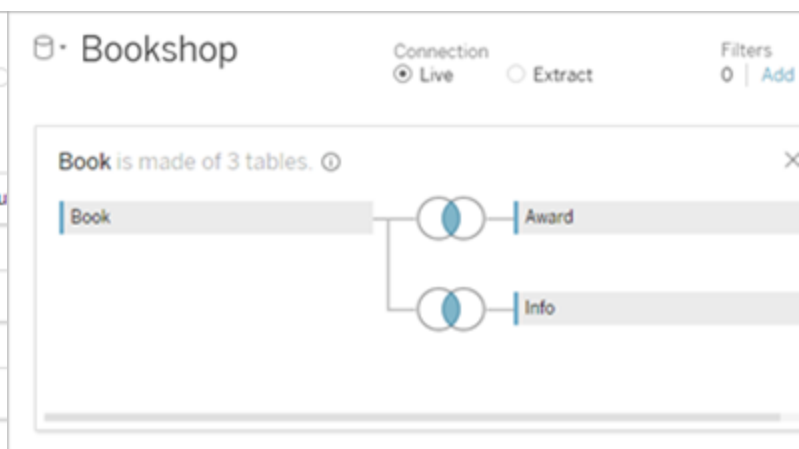 Bookshop
Connection
Live Extract
Filters
0 Add
Book is made of 3 tables.
Book
Award
Info